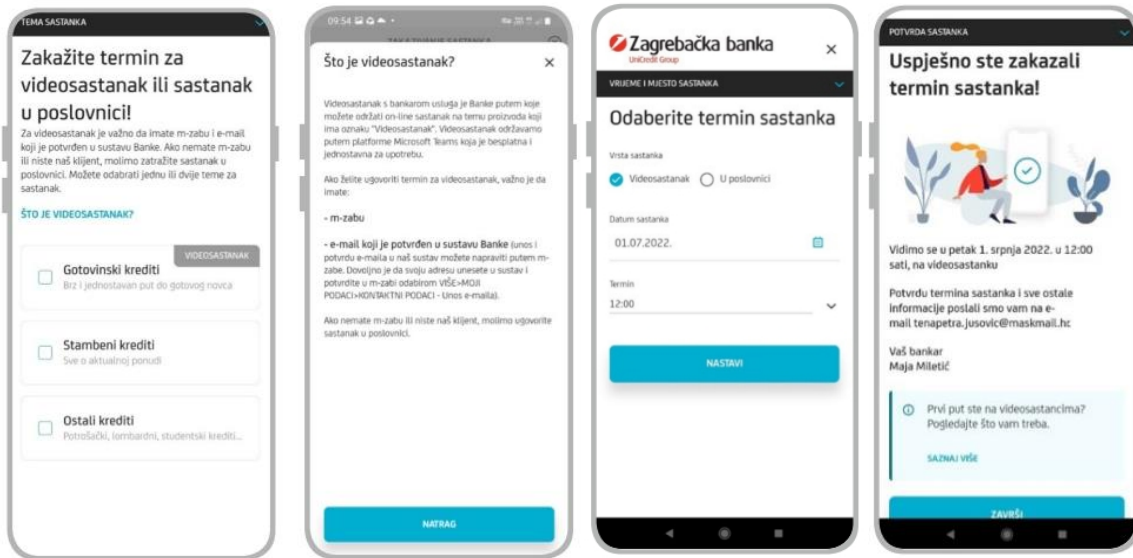 TEMA SASTANKA
Zakažite termin za
videosastanak ili sastanak
u poslovnici!
Za videosastanak je važno da imate m-zabu i e-mail
koji je potvrđen u sustavu Banke. Ako nemate m-zabu
ili niste naš klijent, molimo zatražite sastanak u
poslovnici. Možete odabrati jednu ili dvije teme za
sastanak.
ŠTO JE VIDEOSASTANAK?
VIDEOSASTANAK
Gotovinski krediti
Brz i jednostavan put do gotovog novca
Stambeni krediti
Sve o aktualnoj ponudi
Ostali krediti
Potrošački, lombardni, studentski krediti...
09:54
ZAKAZIVANJE SASTANKA
Što je videosastanak?
Videosastanak s bankarom usluga je Banke putem koje
možete održati on-line sastanak na temu proizvoda koji
ima oznaku "Videosastanak". Videosastanak održavamo
putem platforme Microsoft Teams koja je besplatna i
jednostavna za upotrebu.
Ako želite ugovoriti termin za videosastanak, važno je da
imate:
- m-zabu
- e-mail koji je potvrđen u sustavu Banke (unos i
potvrdu e-maila u naš sustav možete napraviti putem m-
zabe. Dovoljno je da svoju adresu unesete u sustav i
potvrdite u m-zabi odabirom VIŠE>MOJI
PODACI>KONTAKTNI PODACI - Unos e-maila).
Ako nemate m-zabu ili niste naš klijent, molimo ugovorite
sastanak u poslovnici.
NATRAG
Zagrebačka banka
UniCredit Group
VRIJEME I MJESTO SASTANKA
Odaberite termin sastanka
Vrsta sastanka
Videosastanak
U poslovnici
Datum sastanka
01.07.2022.
Termin
12:00
NASTAVI
POTVRDA SASTANKA
Uspješno ste zakazali
termin sastanka!
Vidimo se u petak 1. srpnja 2022. u 12:00
sati, na videosastanku
Potvrdu termina sastanka i sve ostale
informacije poslali smo vam na e-
mail tenapetra.jusovic@maskmail.hr.
Vaš bankar
Maja Miletić
Prvi put ste na videosastancima?
Pogledajte što vam treba.
SAZNAJ VIŠE
ZAVRŠI